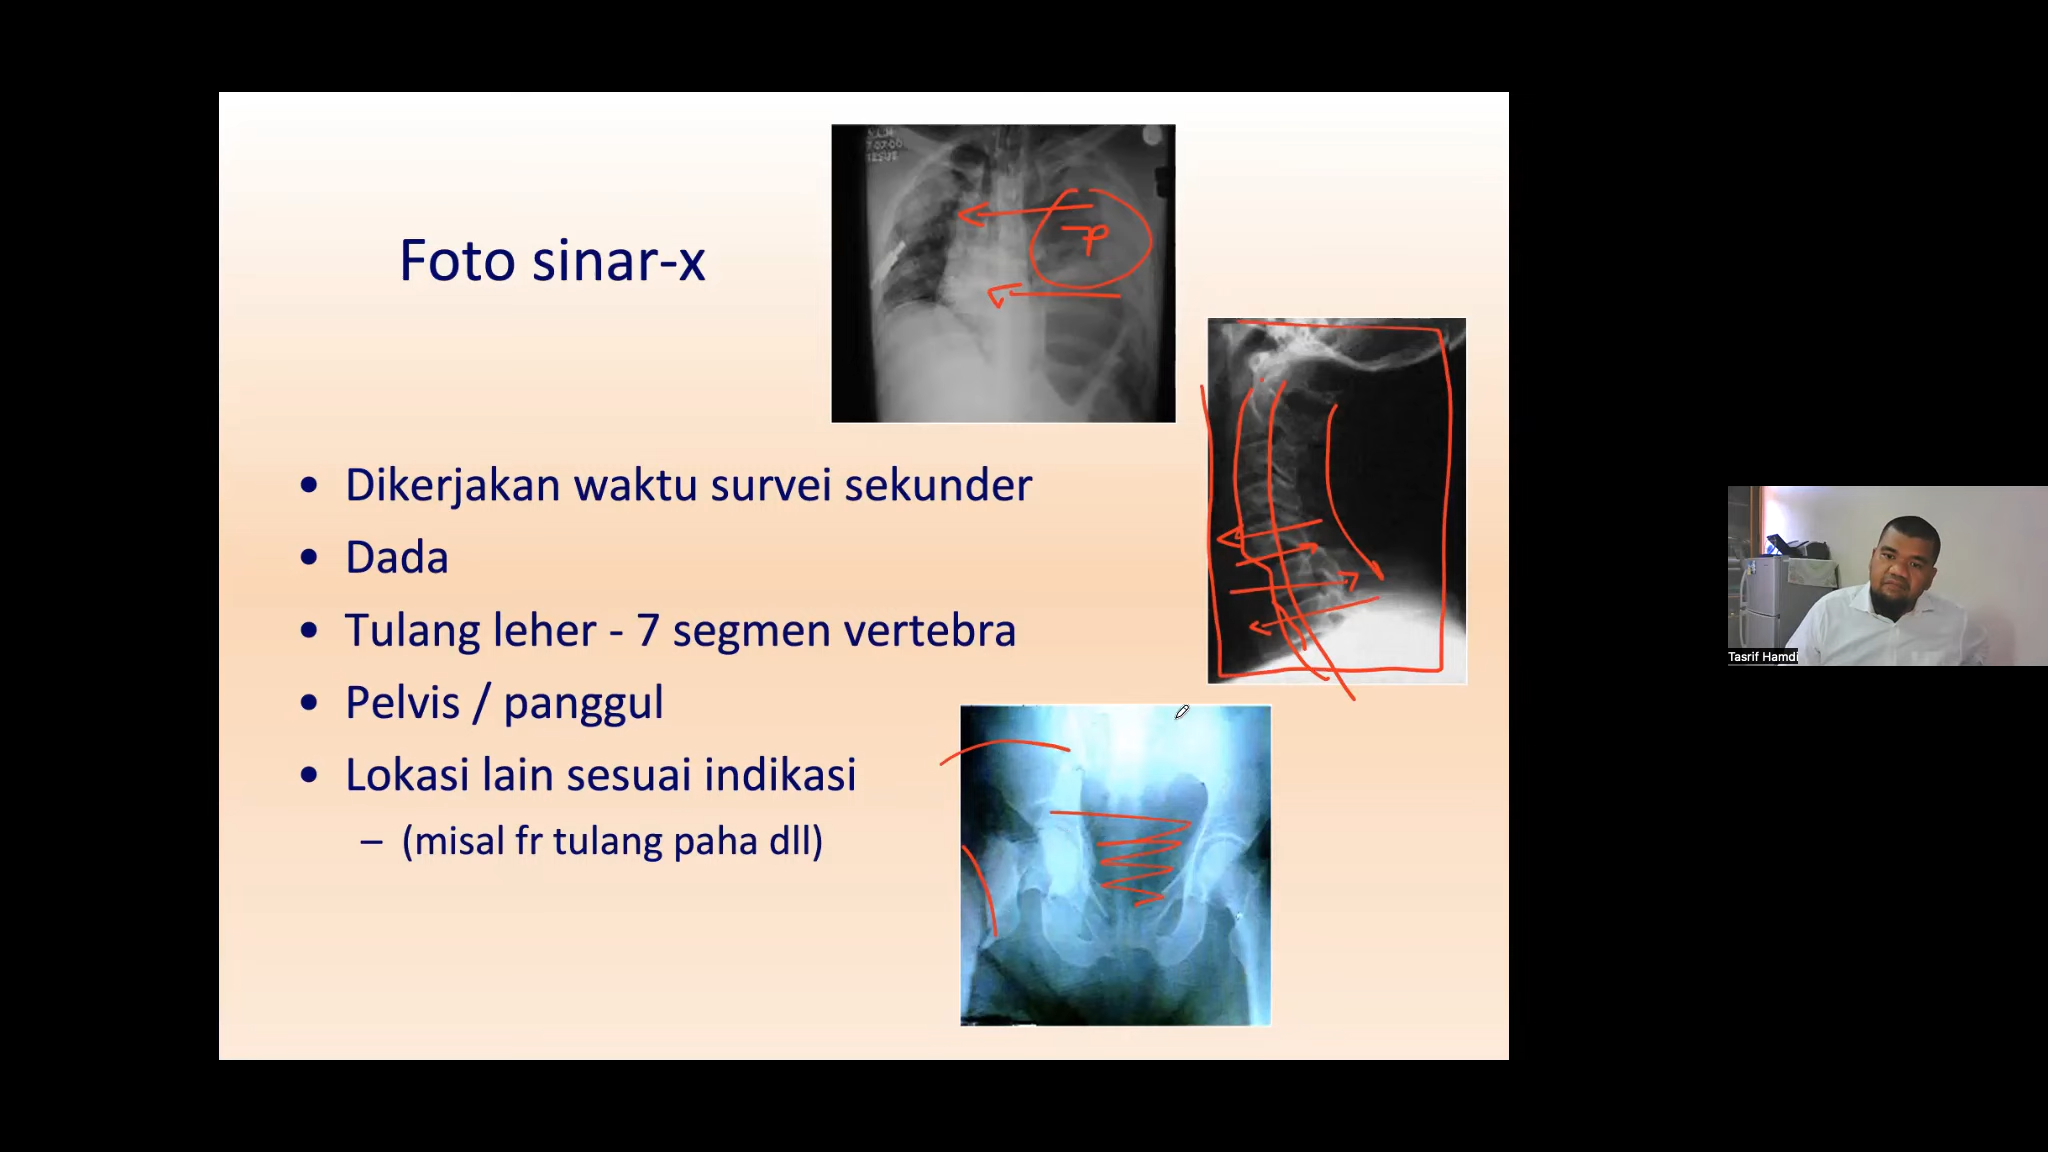 Foto sinar-x
• Dikerjakan waktu survei sekunder
• Dada
• Tulang leher - 7 segmen vertebra
• Pelvis / panggul
• Lokasi lain sesuai indikasi
– (misal fr tulang paha dll)
Tasrif Hamdi